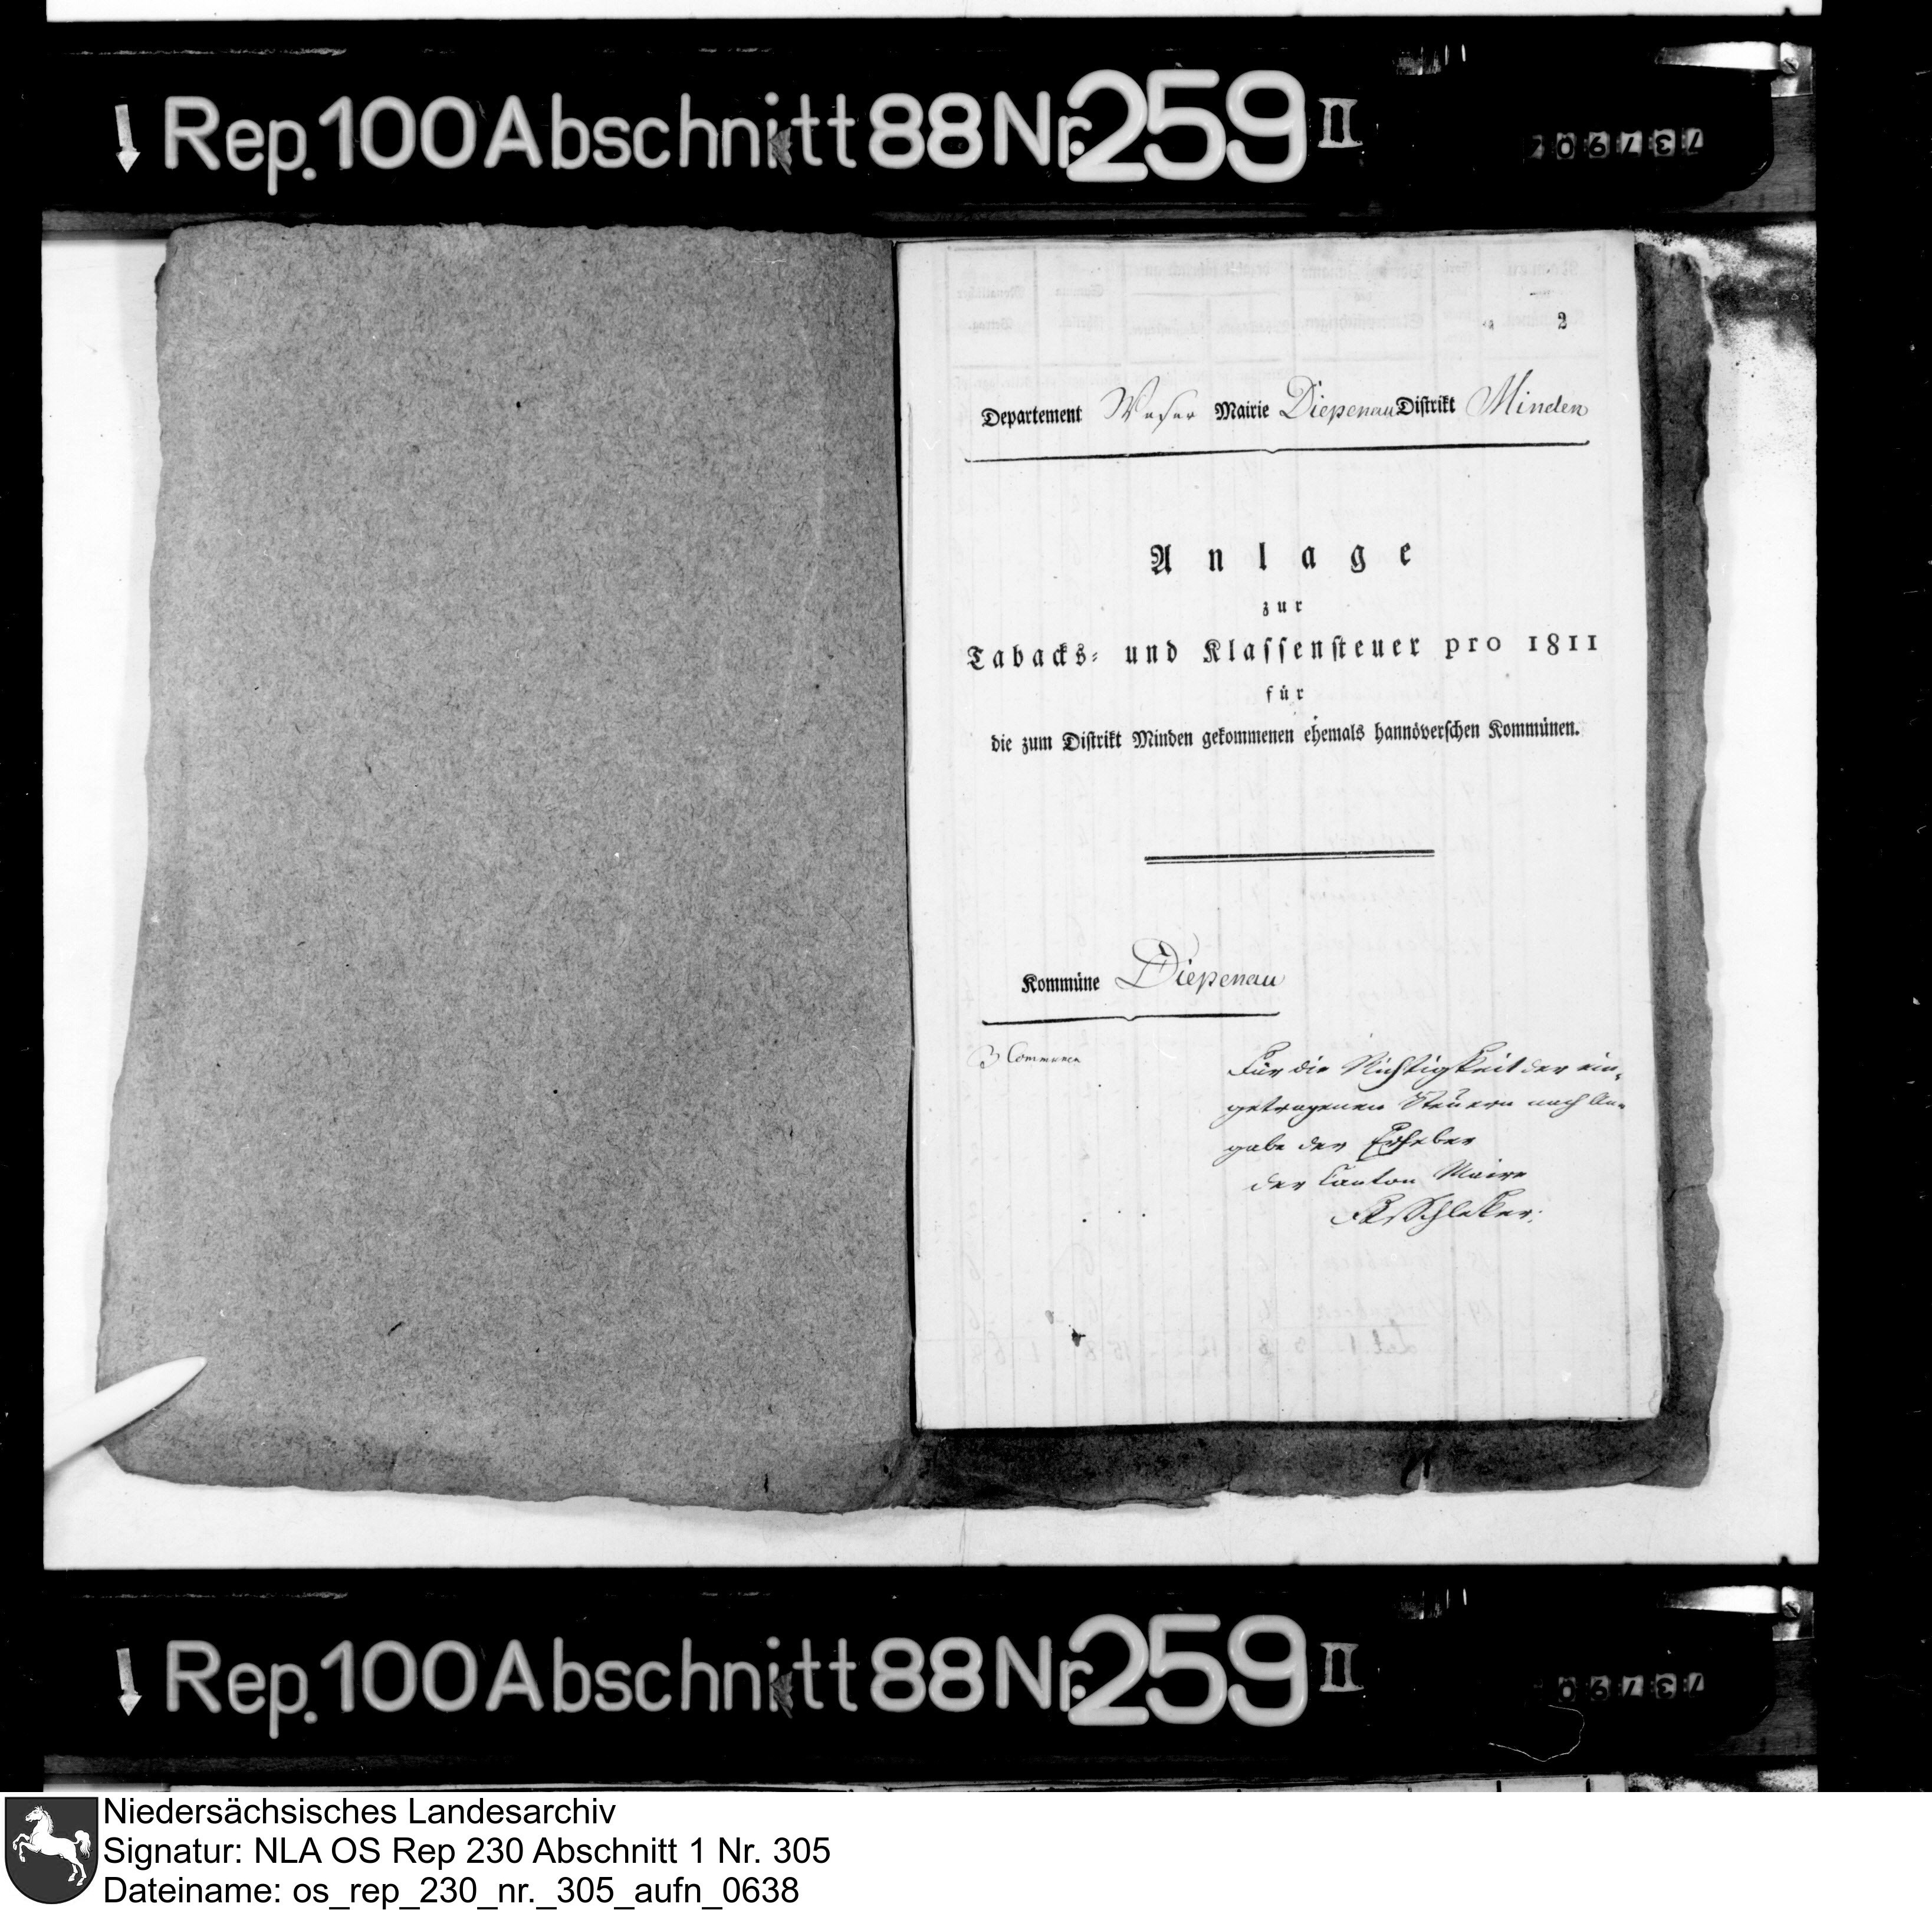 Rep. 100 Abschnitt 88 Nr. 259 II
2
Departement Weser Mairie Diepenau Distrikt Minden
Anlage
zur
Tabacks- und Klassensteuer pro 1811
für
die zum Distrikt Minden gekommenen ehemals hannöverschen Kommünen.
Kommüne Diepenau
3 Communen
Für die Richtigkeit der ein-
getragenen Steuern nach An-
gabe der Erheber
der Canton Maire
Rep. 100 Abschnitt 88 Nr. 259 II
Niedersächsisches Landesarchiv
Signatur: NLA OS Rep 230 Abschnitt 1 Nr. 305
Dateiname: os_rep_230_nr._305_aufn_0638